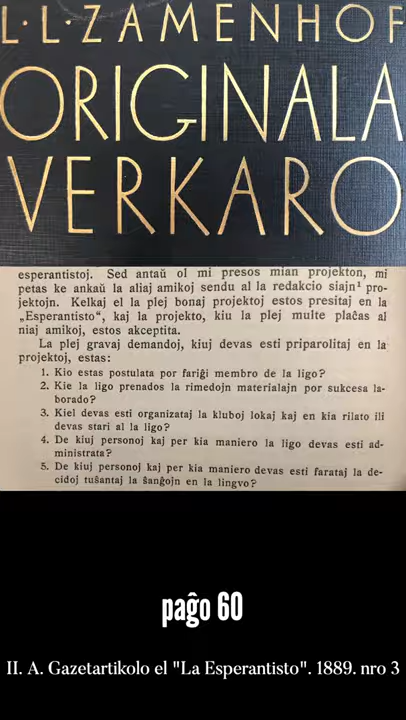 L·L·ZAMENHOF
ORIGINALA
VERKARO
esperantistoj. Sed antaŭ ol mi presos mian projekton, mi
petas ke ankaŭ la aliaj amikoj sendu al la redakcio siajn¹ pro-
jektojn. Kelkaj el la plej bonaj projektoj estos presitaj en la
„Esperantisto“, kaj la projekto, kiu la plej multe plaĉas al
niaj amikoj, estos akceptita.
La plej gravaj demandoj, kiuj devas esti priparolitaj en la
projektoj, estas:
1. Kio estas postulata por fariĝi membro de la ligo?
2. Kie la ligo prenados la rimedojn materialajn por sukcesa la-
borado?
3. Kiel devas esti organizataj la kluboj lokaj kaj en kia rilato ili
devas stari al la ligo?
4. De kiuj personoj kaj per kia maniero la ligo devas esti ad-
ministrata?
5. De kiuj personoj kaj per kia maniero devas esti farataj la de-
cidoj tuŝantaj la ŝanĝojn en la lingvo?
paĝo 60
II. A. Gazetartikolo el "La Esperantisto". 1889. nro 3